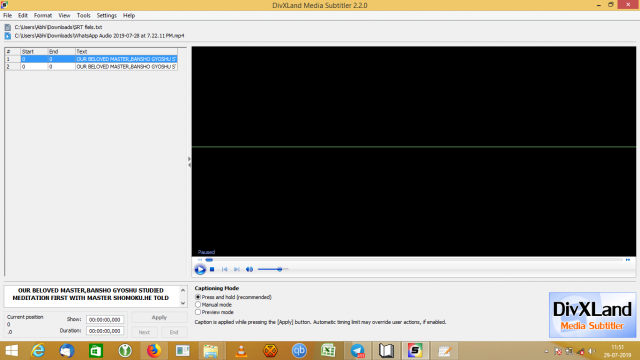 DivXLand Media Subtitler 2.2.0
File Edit Format View Tools Settings Help
C:\Users\Abhi\Downloads\SRT fiels.txt
C:\Users\Abhi\Downloads\WhatsApp Audio 2019-07-28 at 7.22.11 PM.mp4
# Start End Text
1 0 0 OUR BELOVED MASTER,BANSHO GYOSHU S
2 0 0 OUR BELOVED MASTER,BANSHO GYOSHU S
Paused
OUR BELOVED MASTER,BANSHO GYOSHU STUDIED
MEDITATION FIRST WITH MASTER SHOMOKU.HE TOLD
Current position
0
.0
Show: 00:00:00,000
Duration: 00:00:00,000
Apply
Next End
Captioning Mode
Press and hold (recommended)
Manual mode
Preview mode
Caption is applied while pressing the [Apply] button. Automatic timing limit may override user actions, if enabled.
DivXLand
Media Subtitler
11:51
29-07-2019